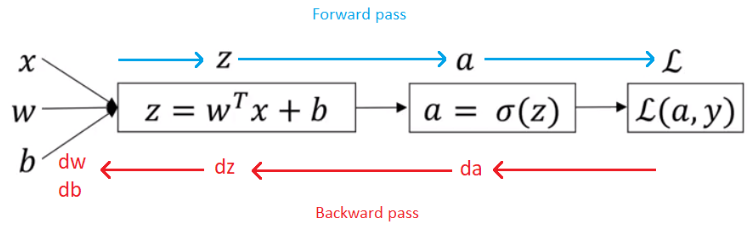 Forward pass
x z a ℒ
w z = wᵀx + b a = σ(z) ℒ(a, y)
b dw dz da
db
Backward pass